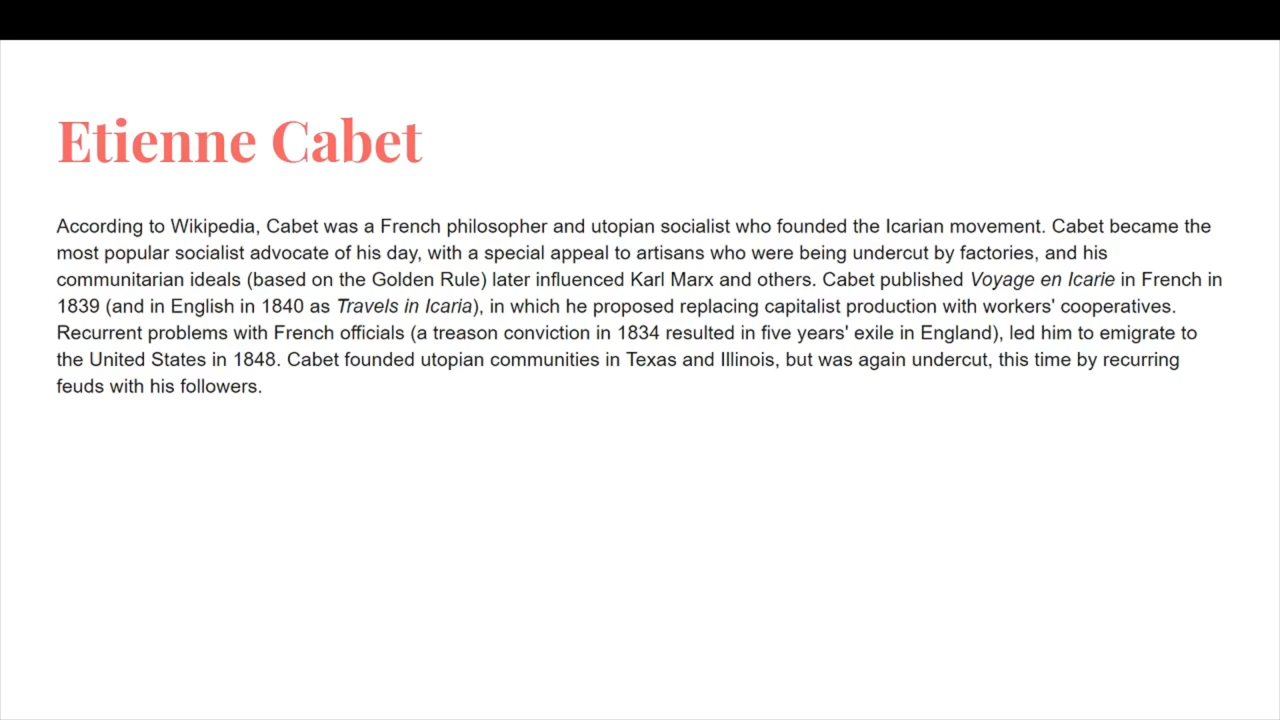 Etienne Cabet
According to Wikipedia, Cabet was a French philosopher and utopian socialist who founded the Icarian movement. Cabet became the
most popular socialist advocate of his day, with a special appeal to artisans who were being undercut by factories, and his
communitarian ideals (based on the Golden Rule) later influenced Karl Marx and others. Cabet published Voyage en Icarie in French in
1839 (and in English in 1840 as Travels in Icaria), in which he proposed replacing capitalist production with workers' cooperatives.
Recurrent problems with French officials (a treason conviction in 1834 resulted in five years' exile in England), led him to emigrate to
the United States in 1848. Cabet founded utopian communities in Texas and Illinois, but was again undercut, this time by recurring
feuds with his followers.